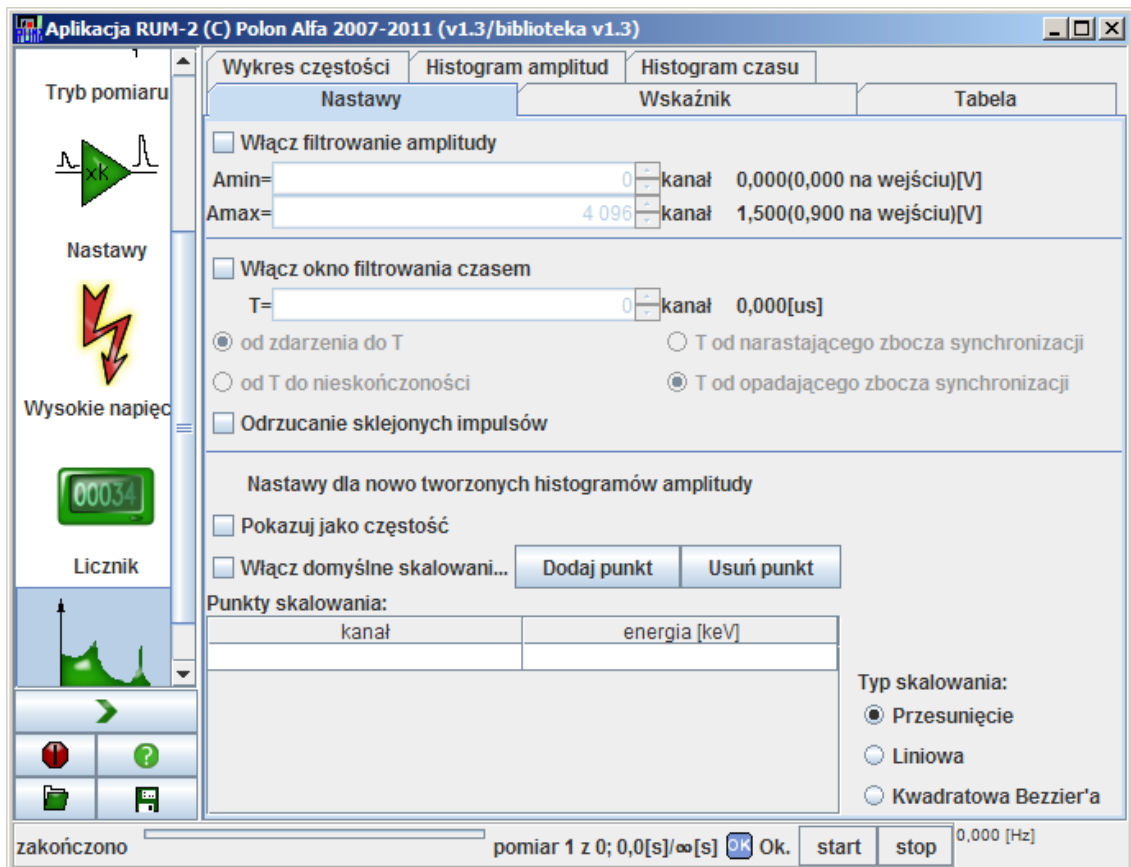 Aplikacja RUM-2 (C) Polon Alfa 2007-2011 (v1.3/biblioteka v1.3)
Tryb pomiaru
xk
Nastawy
Wysokie napięc
00034
Licznik
Wykres częstości Histogram amplitud Histogram czasu
Nastawy Wskaźnik Tabela
Włącz filtrowanie amplitudy
Amin= 0 kanał 0,000(0,000 na wejściu)[V]
Amax= 4 096 kanał 1,500(0,900 na wejściu)[V]
Włącz okno filtrowania czasem
T= 0 kanał 0,000[us]
od zdarzenia do T T od narastającego zbocza synchronizacji
od T do nieskończoności T od opadającego zbocza synchronizacji
Odrzucanie sklejonych impulsów
Nastawy dla nowo tworzonych histogramów amplitudy
Pokazuj jako częstość
Włącz domyślne skalowani... Dodaj punkt Usuń punkt
Punkty skalowania:
kanał energia [keV]
Typ skalowania:
Przesunięcie
Liniowa
Kwadratowa Bezzier'a
zakończono pomiar 1 z 0; 0,0[s]/∞[s] OK Ok. start stop 0,000 [Hz]